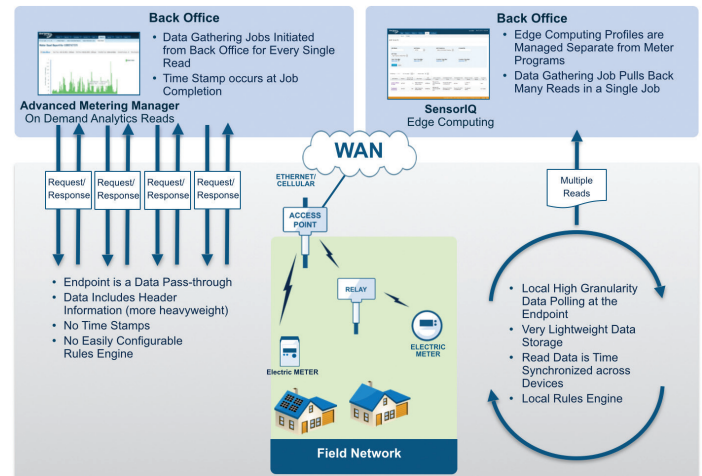 Back Office
• Data Gathering Jobs Initiated
from Back Office for Every Single
Read
• Time Stamp occurs at Job
Completion
Advanced Metering Manager
On Demand Analytics Reads
Back Office
• Edge Computing Profiles are
Managed Separate from Meter
Programs
• Data Gathering Job Pulls Back
Many Reads in a Single Job
SensorIQ
Edge Computing
Request/
Response
Request/
Response
Request/
Response
Request/
Response
• Endpoint is a Data Pass-through
• Data Includes Header
Information (more heavyweight)
• No Time Stamps
• No Easily Configurable
Rules Engine
WAN
ETHERNET/
CELLULAR
ACCESS
POINT
RELAY
ELECTRIC
METER
Electric METER
Field Network
Multiple
Reads
• Local High Granularity
Data Polling at the
Endpoint
• Very Lightweight Data
Storage
• Read Data is Time
Synchronized across
Devices
• Local Rules Engine